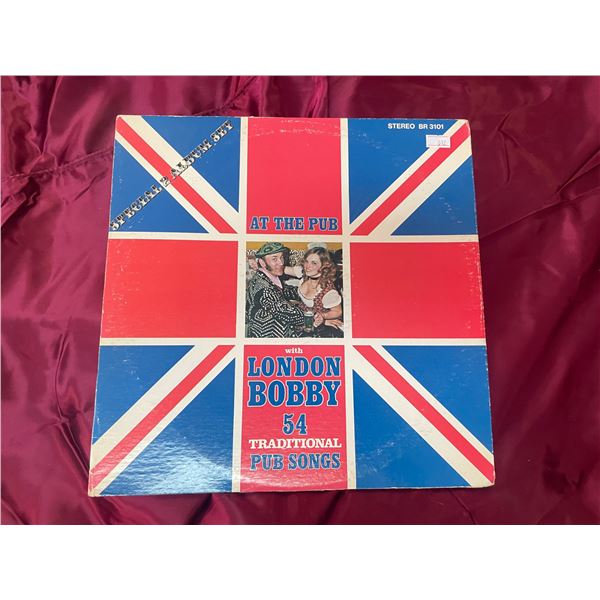 STEREO BR 3101
SPECIAL 2 ALBUM SET
AT THE PUB
with
LONDON
BOBBY
54
TRADITIONAL
PUB SONGS